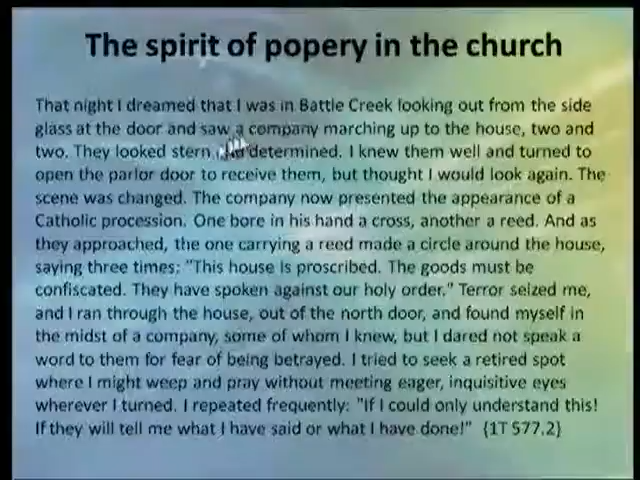 The spirit of popery in the church
That night I dreamed that I was in Battle Creek looking out from the side
glass at the door and saw a company marching up to the house, two and
two. They looked stern and determined. I knew them well and turned to
open the parlor door to receive them, but thought I would look again. The
scene was changed. The company now presented the appearance of a
Catholic procession. One bore in his hand a cross, another a reed. And as
they approached, the one carrying a reed made a circle around the house,
saying three times: "This house is proscribed. The goods must be
confiscated. They have spoken against our holy order." Terror seized me,
and I ran through the house, out of the north door, and found myself in
the midst of a company, some of whom I knew, but I dared not speak a
word to them for fear of being betrayed. I tried to seek a retired spot
where I might weep and pray without meeting eager, inquisitive eyes
wherever I turned. I repeated frequently: "If I could only understand this!
If they will tell me what I have said or what I have done!" {1T 577.2}